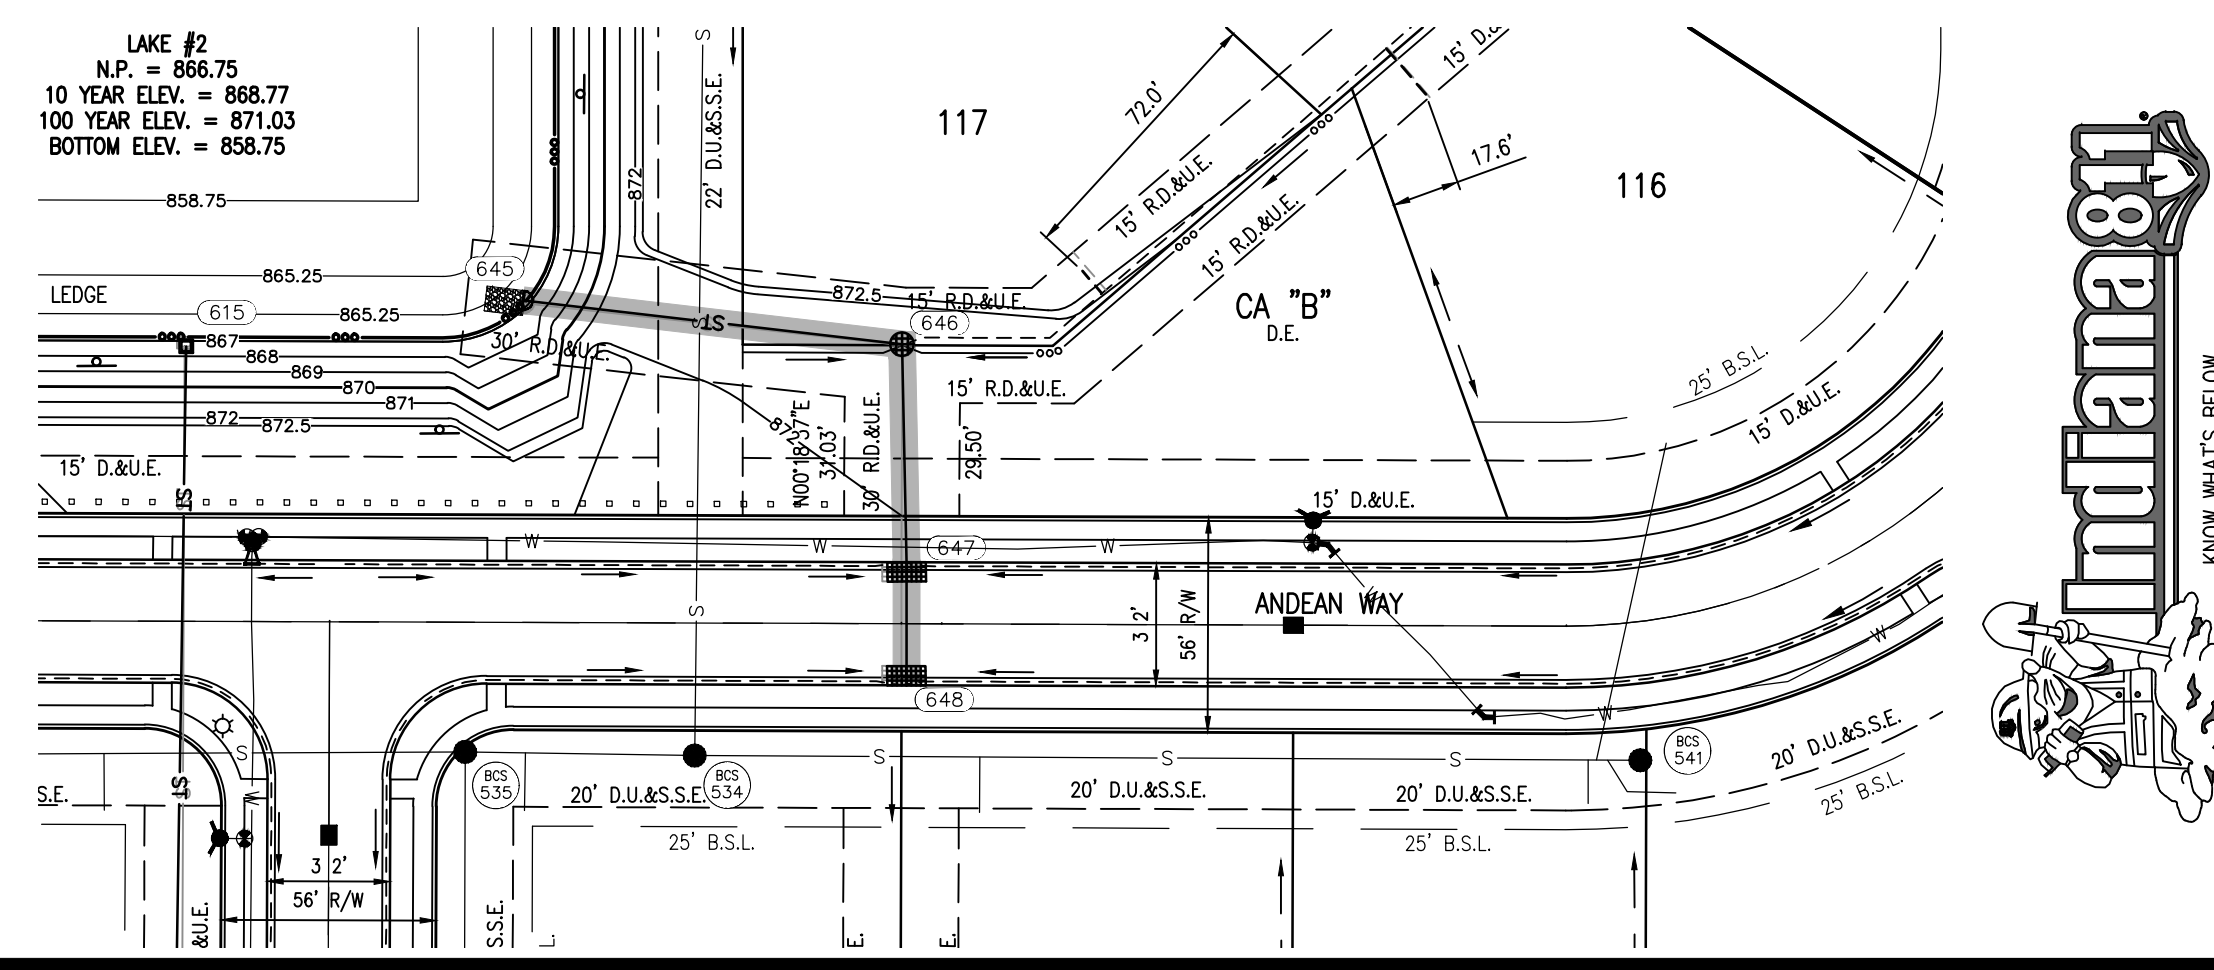 LAKE #2
N.P. = 866.75
10 YEAR ELEV. = 868.77
100 YEAR ELEV. = 871.03
BOTTOM ELEV. = 858.75
858.75
865.25
LEDGE
615
865.25
867
868
869
870
871
872
872.5
15' D.&U.E.
645
30' R.D.&U.E.
872
22' D.U.&S.S.E.
S
ST
872.5
15' R.D.&U.E.
646
117
72.0'
15' R.D.&U.E.
15' R.D.&U.E.
17.6'
116
CA "B"
D.E.
15' R.D.&U.E.
N00°18'37"E
31.03'
30' R.D.&U.E.
29.50'
25' B.S.L.
15' D.&U.E.
ST
W
W
647
W
15' D.&U.E.
S
32'
56' R/W
ANDEAN WAY
W
W
648
W
S
ST
W
S.E.
BCS
535
20' D.U.&S.S.E.
BCS
534
S
25' B.S.L.
S
20' D.U.&S.S.E.
S
20' D.U.&S.S.E.
25' B.S.L.
BCS
541
20' D.U.&S.S.E.
25' B.S.L.
32'
56' R/W
&U.E.
S.S.E.
L.
E.
E.
Indiana811
KNOW WHAT'S BELOW